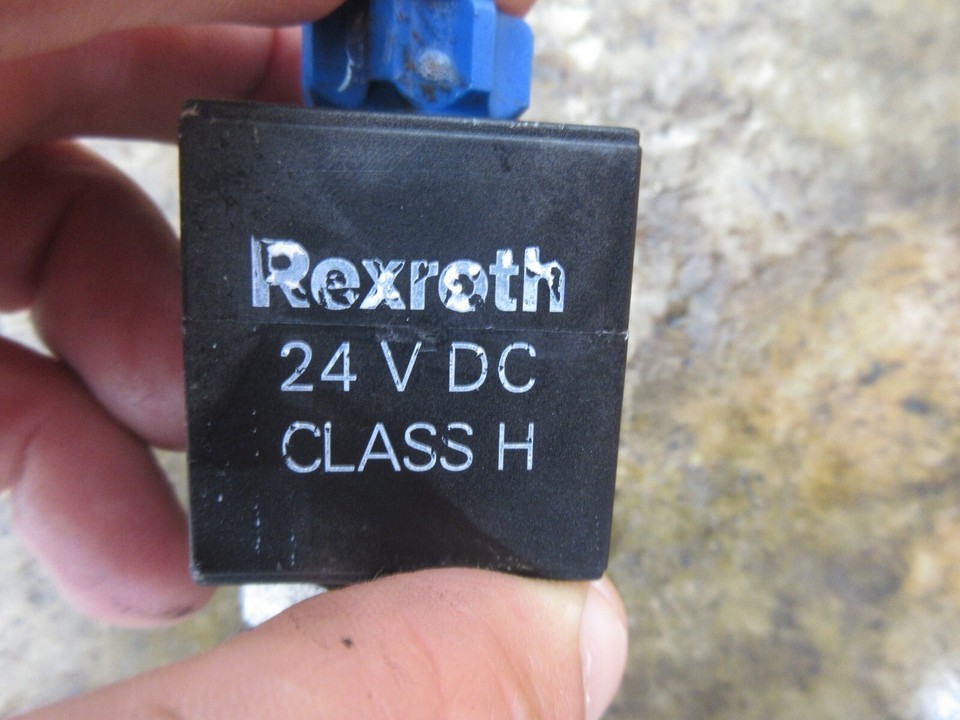 Rexroth
24 V DC
CLASS H